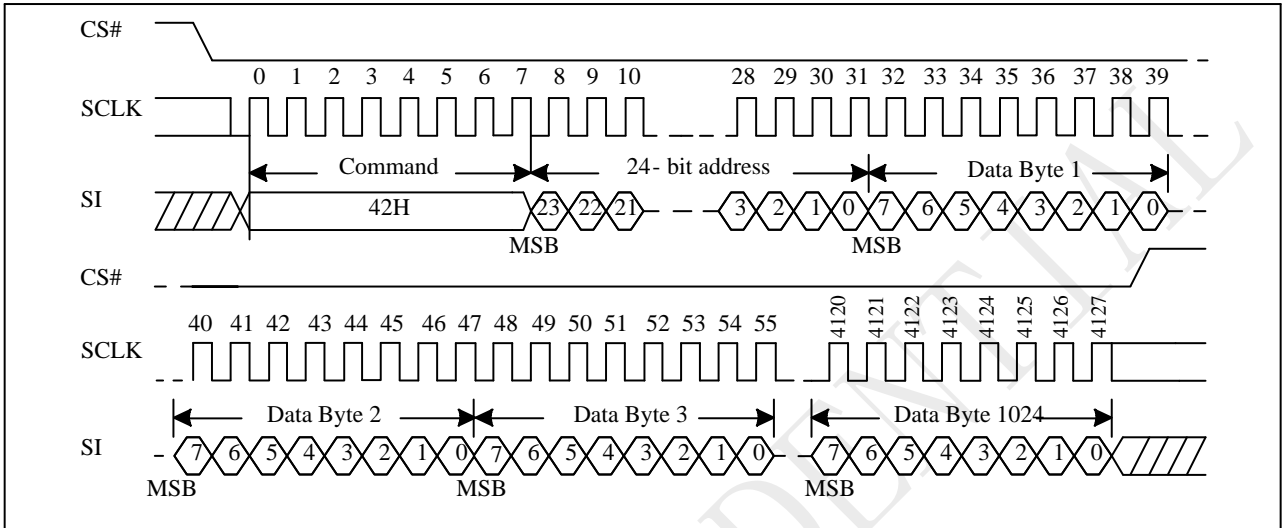 CS#
0 1 2 3 4 5 6 7 8 9 10 28 29 30 31 32 33 34 35 36 37 38 39
SCLK
Command 24- bit address Data Byte 1
SI 42H 23 22 21 3 2 1 0 7 6 5 4 3 2 1 0
MSB MSB
CS#
40 41 42 43 44 45 46 47 48 49 50 51 52 53 54 55 4120 4121 4122 4123 4124 4125 4126 4127
SCLK
Data Byte 2 Data Byte 3 Data Byte 1024
SI 7 6 5 4 3 2 1 0 7 6 5 4 3 2 1 0 7 6 5 4 3 2 1 0
MSB MSB MSB
DENTIAL